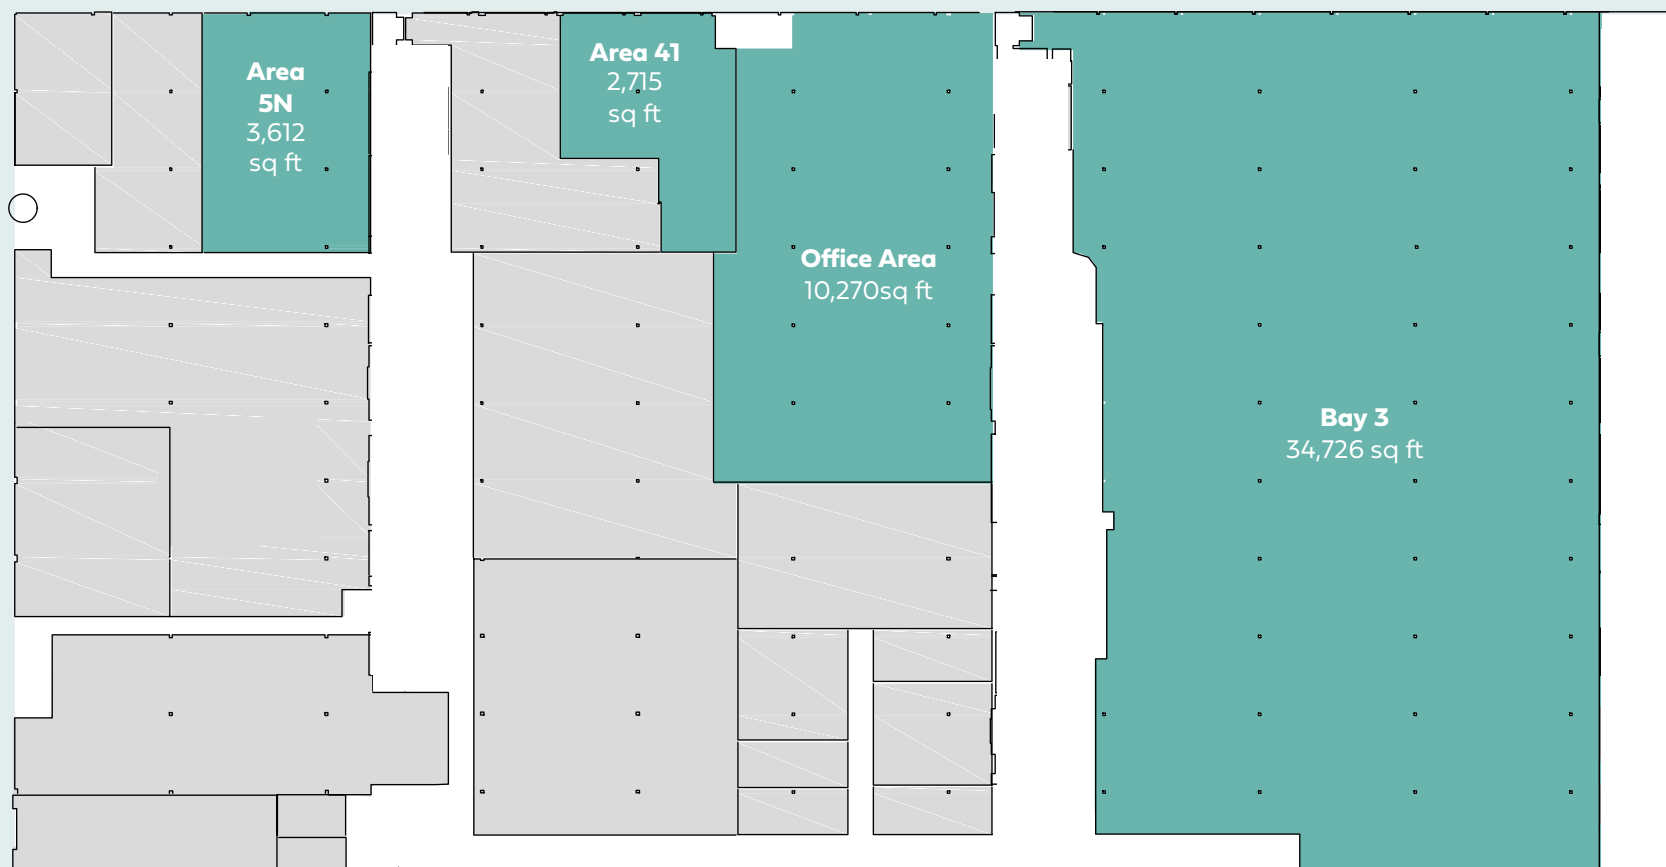 Area
5N
3,612
sq ft
Area 41
2,715
sq ft
Office Area
10,270sq ft
Bay 3
34,726 sq ft